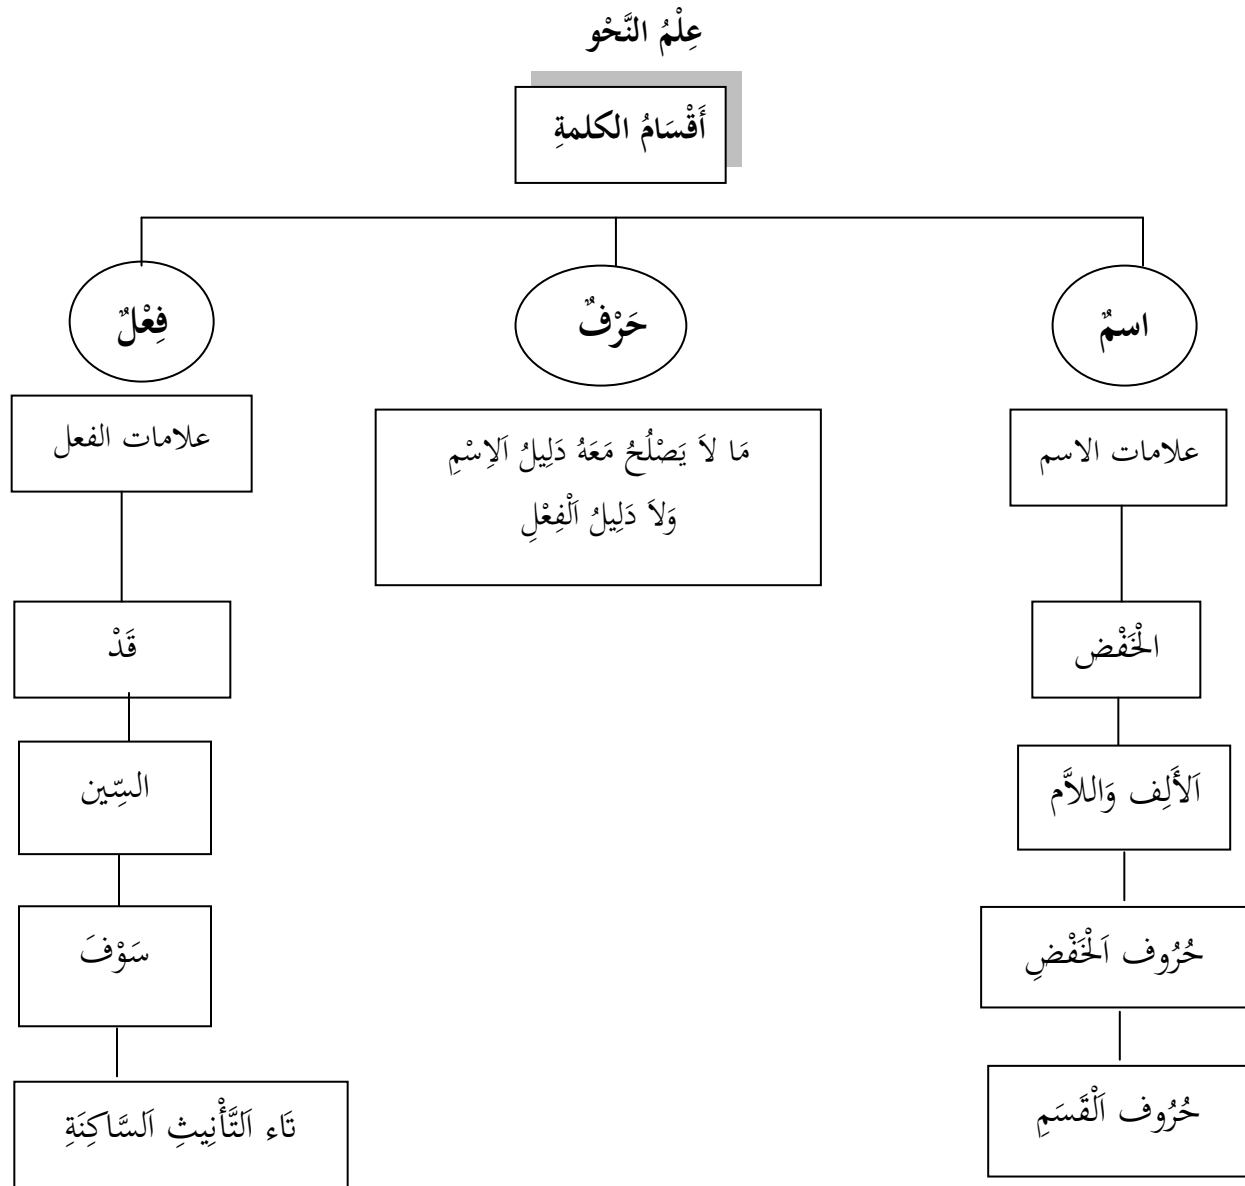 عِلْمُ النَّحْو
أَقْسَامُ الكلمةِ
اسمٌ
حَرْفٌ
فِعْلٌ
علامات الاسم
مَا لاَ يَصْلُحُ مَعَهُ دَلِيلُ اَلِاسْمِ
وَلاَ دَلِيلُ اَلْفِعْلِ
علامات الفعل
الْخَفْض
اَلأَلِف وَاللاَّم
حُرُوف اَلْخَفْضِ
حُرُوف اَلْقَسَمِ
قَدْ
السِّين
سَوْفَ
تَاء اَلتَّأْنِيثِ اَلسَّاكِنَةِ